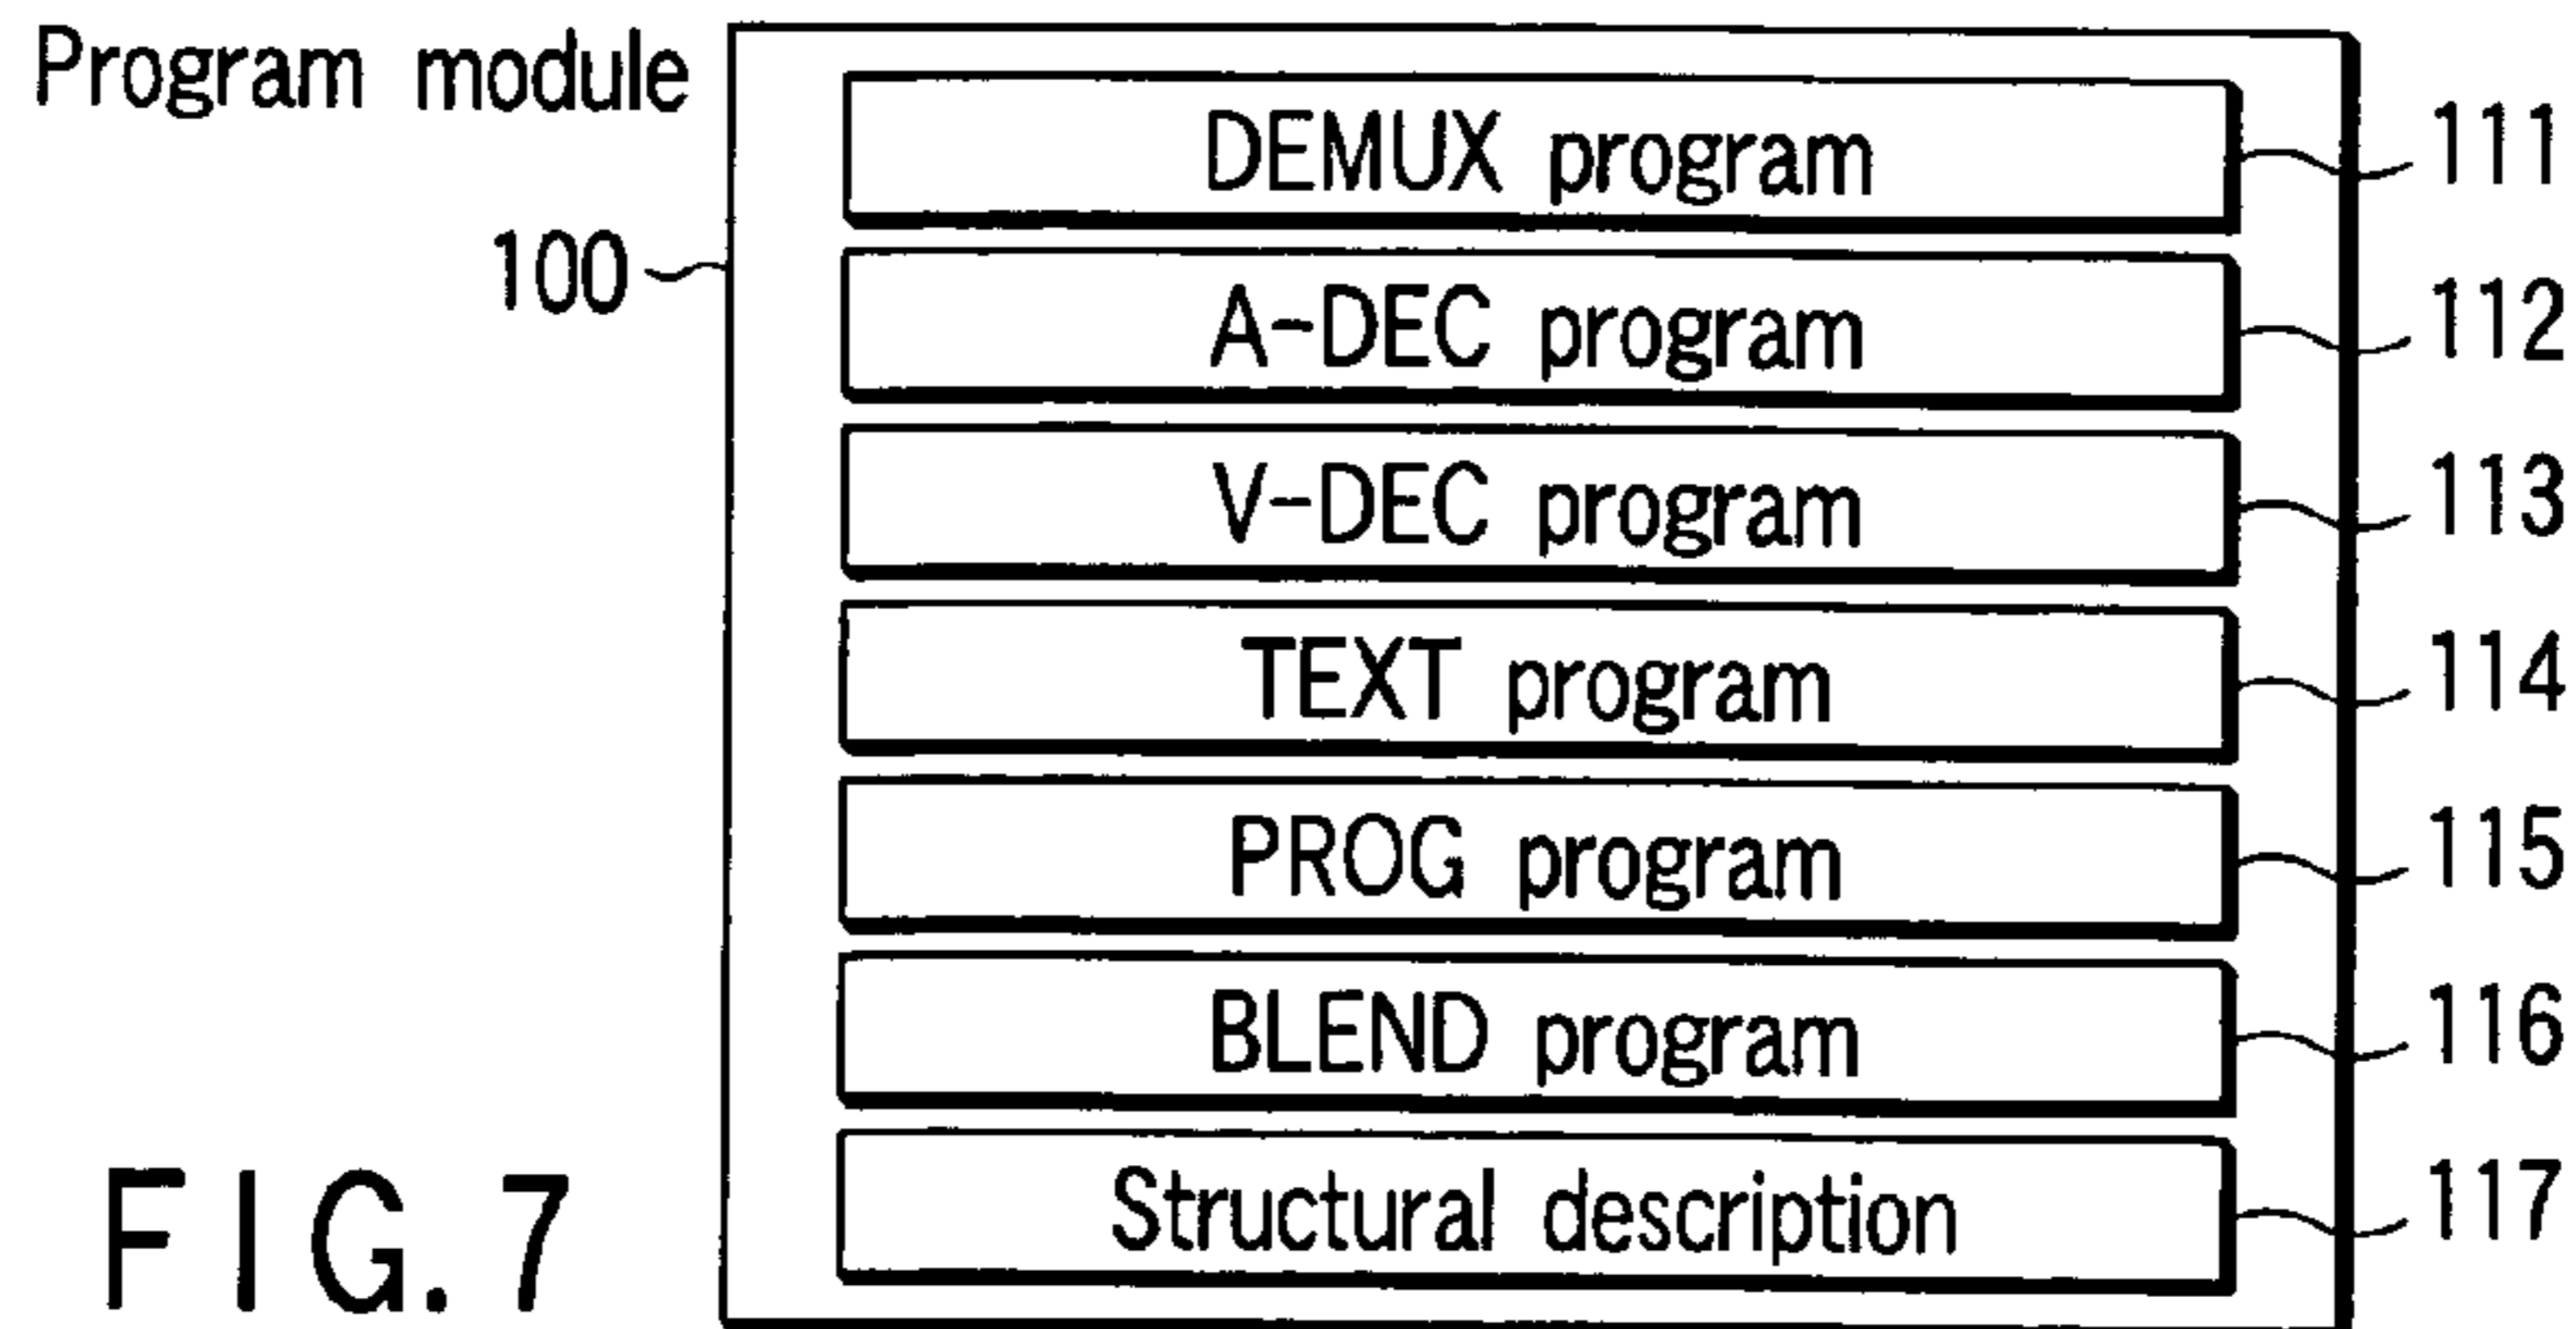 Program module
100
DEMUX program 111
A-DEC program 112
V-DEC program 113
TEXT program 114
PROG program 115
BLEND program 116
Structural description 117
FIG. 7